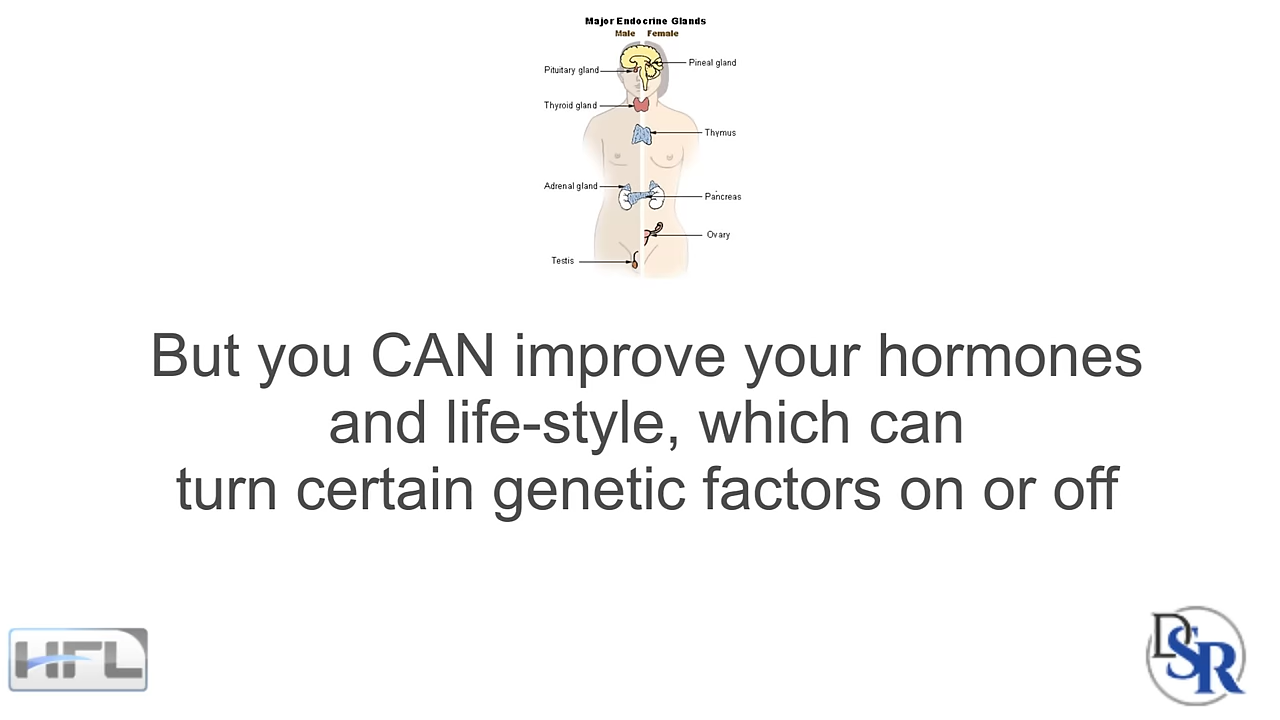 Major Endocrine Glands
Male Female
Pineal gland
Pituitary gland
Thyroid gland
Thymus
Adrenal gland
Pancreas
Ovary
Testis
But you CAN improve your hormones
and life-style, which can
turn certain genetic factors on or off
HFL
DSR